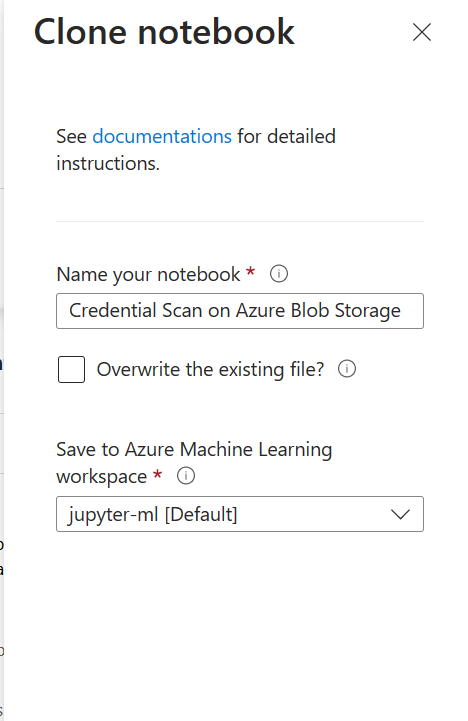 Clone notebook
See documentations for detailed
instructions.
Name your notebook *
Credential Scan on Azure Blob Storage
Overwrite the existing file?
Save to Azure Machine Learning
workspace *
jupyter-ml [Default]